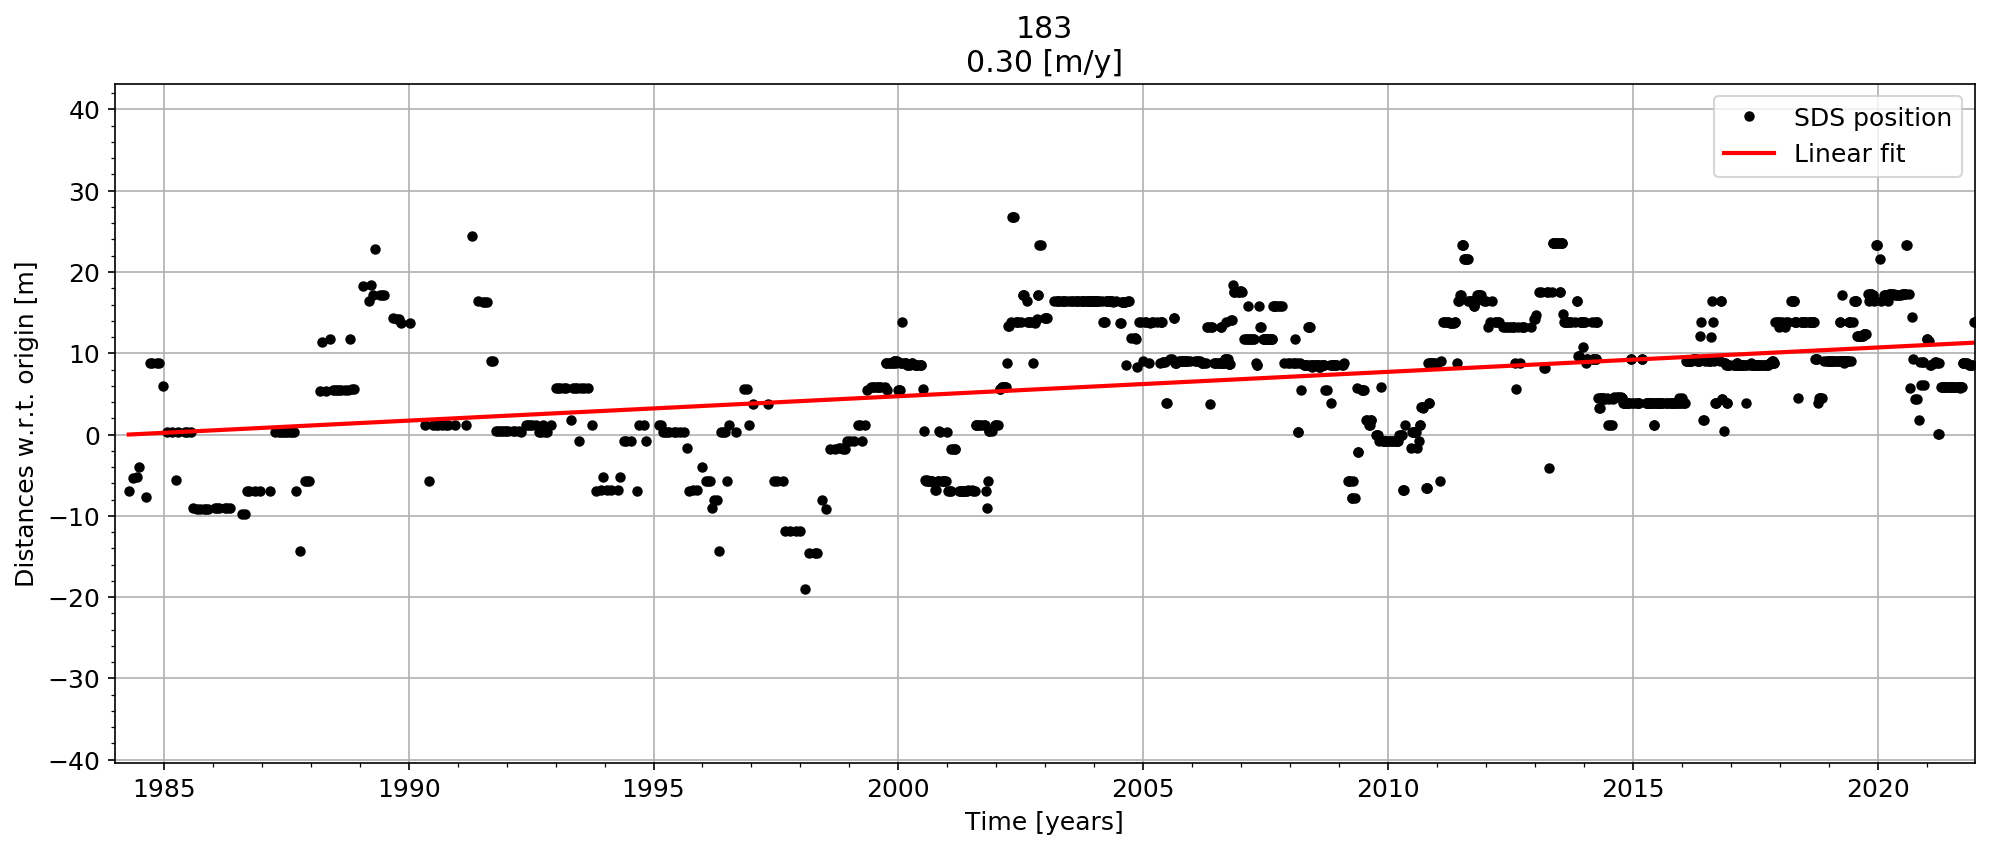 183
0.30 [m/y]
Distances w.r.t. origin [m]
40
30
20
10
0
−10
−20
−30
−40
SDS position
Linear fit
1985 1990 1995 2000 2005 2010 2015 2020
Time [years]